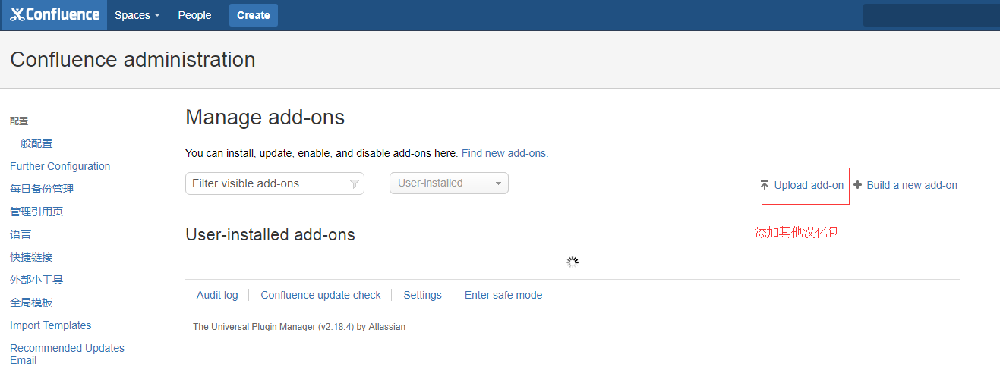 Confluence Spaces People Create
Confluence administration
配置
一般配置
Further Configuration
每日备份管理
管理引用页
语言
快捷链接
外部小工具
全局模板
Import Templates
Recommended Updates
Email
Manage add-ons
You can install, update, enable, and disable add-ons here. Find new add-ons.
Filter visible add-ons User-installed Upload add-on Build a new add-on
添加其他汉化包
User-installed add-ons
Audit log Confluence update check Settings Enter safe mode
The Universal Plugin Manager (v2.18.4) by Atlassian